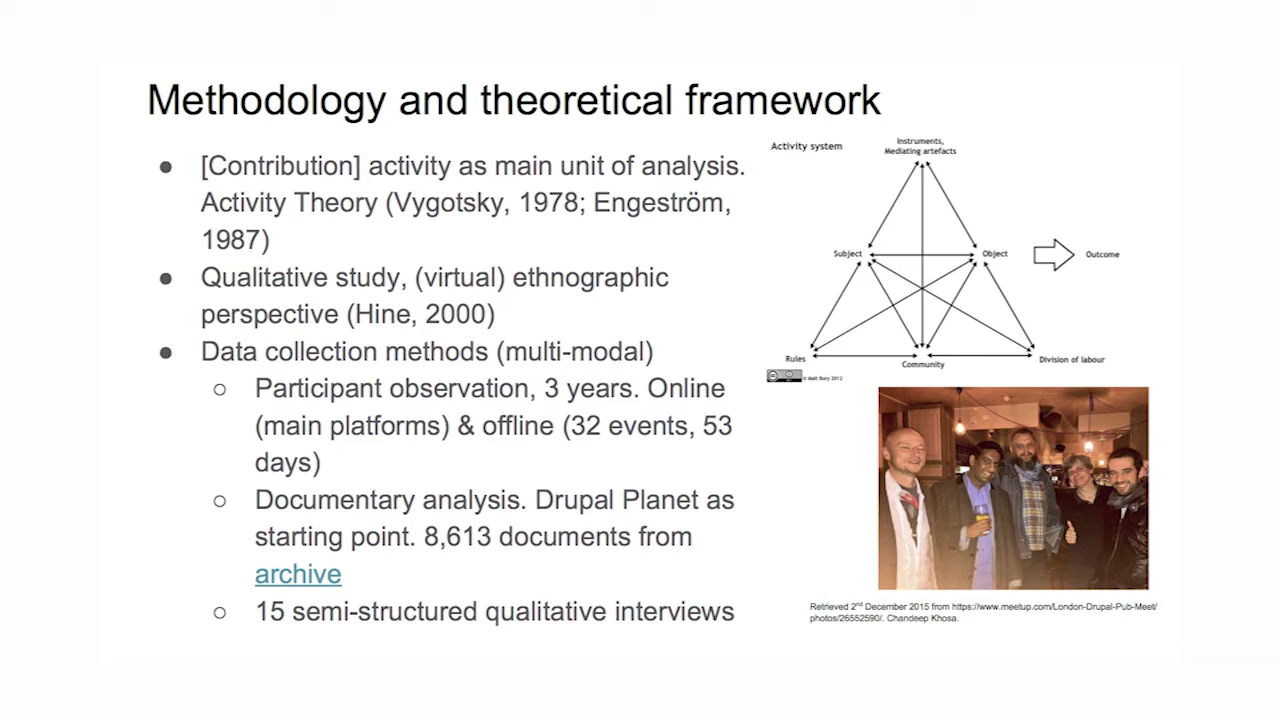 Methodology and theoretical framework
● [Contribution] activity as main unit of analysis.
Activity Theory (Vygotsky, 1978; Engeström,
1987)
● Qualitative study, (virtual) ethnographic
perspective (Hine, 2000)
● Data collection methods (multi-modal)
○ Participant observation, 3 years. Online
(main platforms) & offline (32 events, 53
days)
○ Documentary analysis. Drupal Planet as
starting point. 8,613 documents from
archive
○ 15 semi-structured qualitative interviews
Activity system
Instruments,
Mediating artefacts
Subject
Object
Outcome
Rules
Community
Division of labour
© Matt Bury 2012
Retrieved 2nd December 2015 from https://www.meetup.com/London-Drupal-Pub-Meet/
photos/26552590/. Chandeep Khosa.